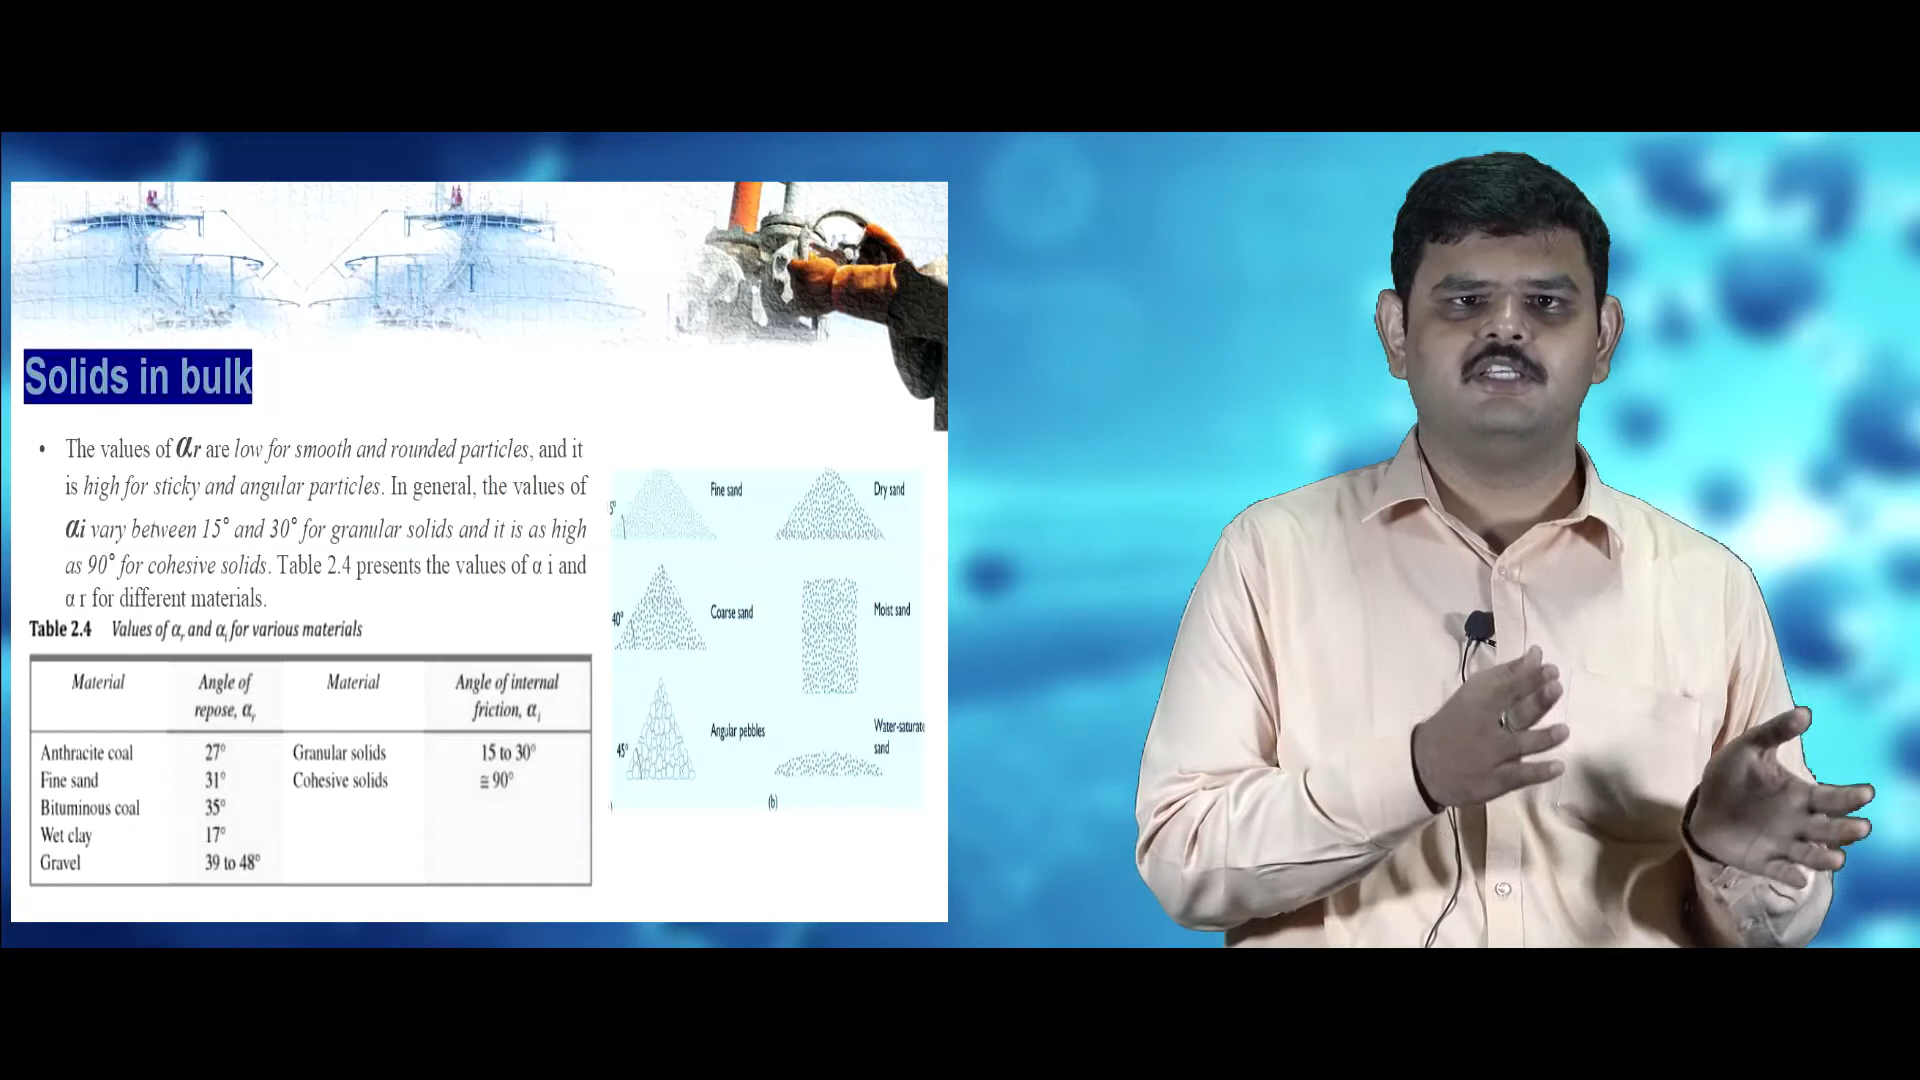 Solids in bulk
• The values of αr are low for smooth and rounded particles, and it
is high for sticky and angular particles. In general, the values of
αi vary between 15° and 30° for granular solids and it is as high
as 90° for cohesive solids. Table 2.4 presents the values of α i and
α r for different materials.
Table 2.4 Values of αr and αi for various materials
Material Angle of repose, αr Material Angle of internal friction, αi
Anthracite coal 27° Granular solids 15 to 30°
Fine sand 31° Cohesive solids ≅ 90°
Bituminous coal 35°
Wet clay 17°
Gravel 39 to 48°
5° Fine sand
40° Coarse sand
45° Angular pebbles
)
Dry sand
Moist sand
Water-saturate
sand
(b)